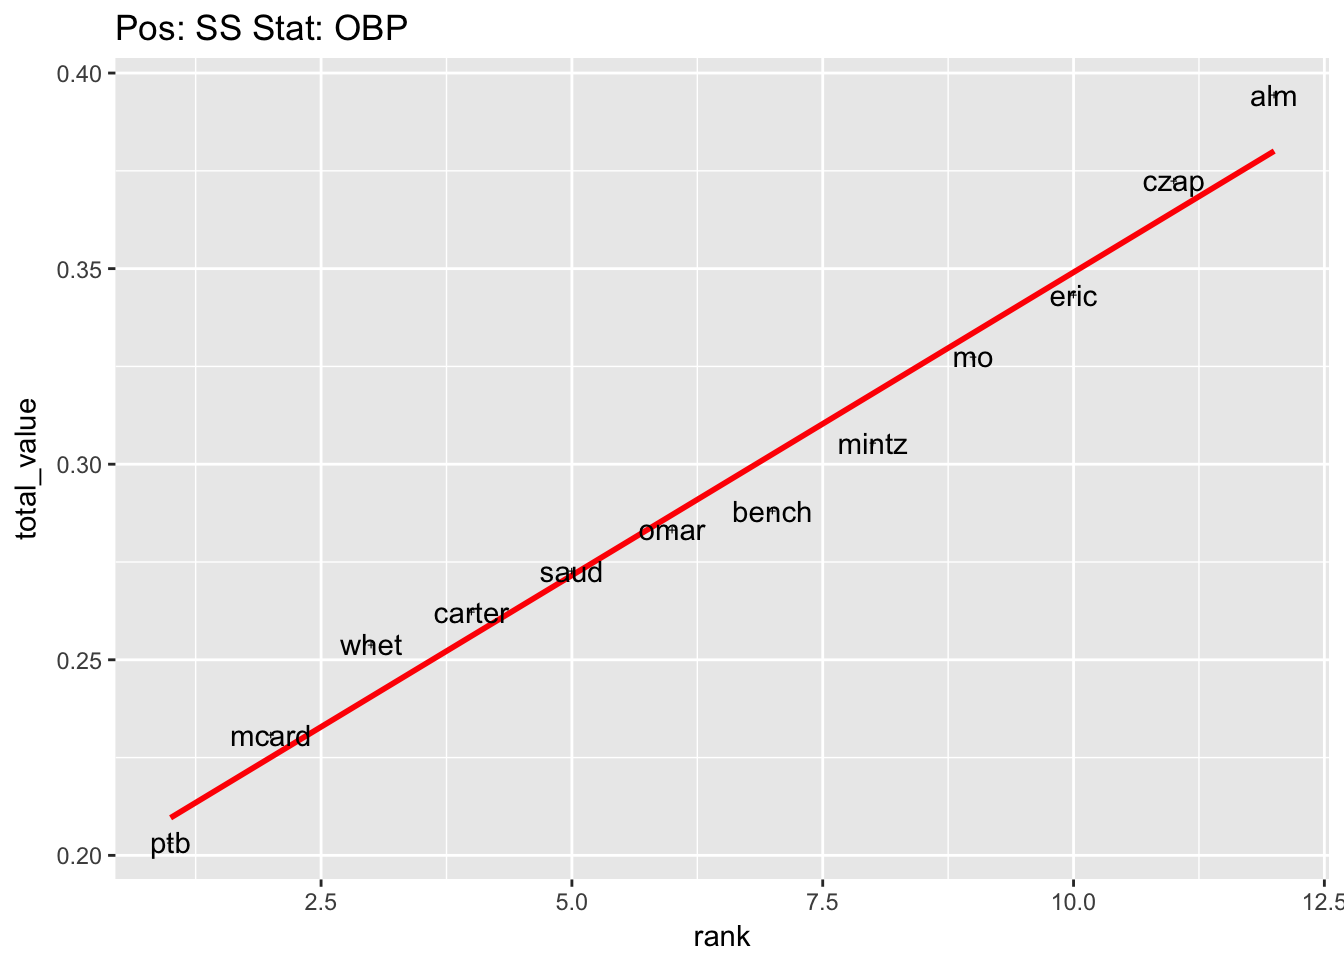 Pos: SS Stat: OBP
0.40
0.35
0.30
0.25
0.20
total_value
alm
czap
eric
mo
mintz
bench
omar
saud
carter
whet
mcard
ptb
2.5
5.0
7.5
10.0
12.5
rank